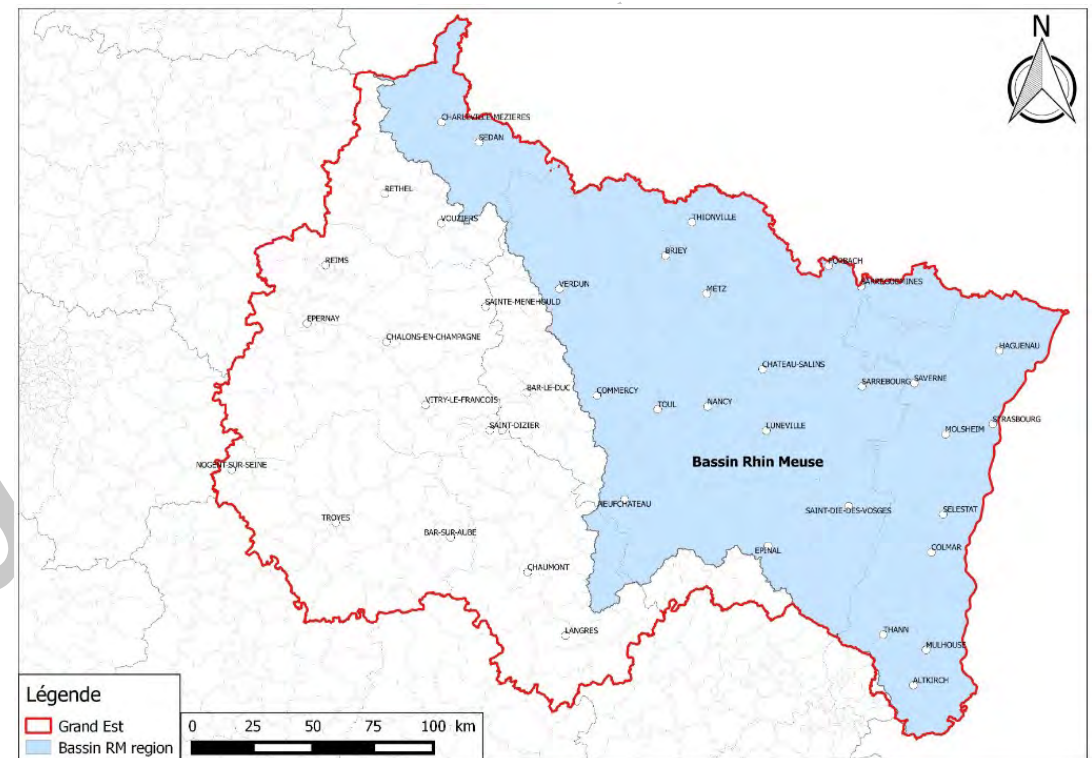 N
CHARLEVILLE-MEZIERES
SEDAN
RETHEL
VOUZIERS
THIONVILLE
BRIEY
REIMS
FORBACH
SARREGUEMINES
VERDUN
METZ
SAINTE-MENEHOULD
EPERNAY
CHALONS-EN-CHAMPAGNE
HAGUENAU
CHATEAU-SALINS
SARREBOURG
SAVERNE
BAR-LE-DUC
COMMERCY
VITRY-LE-FRANCOIS
TOUL
NANCY
STRASBOURG
SAINT-DIZIER
LUNEVILLE
MOLSHEIM
Bassin Rhin Meuse
NOGENT-SUR-SEINE
NEUFCHATEAU
SAINT-DIE-DES-VOSGES
SELESTAT
TROYES
BAR-SUR-AUBE
EPINAL
COLMAR
CHAUMONT
LANGRES
THANN
MULHOUSE
ALTKIRCH
Légende
Grand Est
Bassin RM region
0 25 50 75 100 km